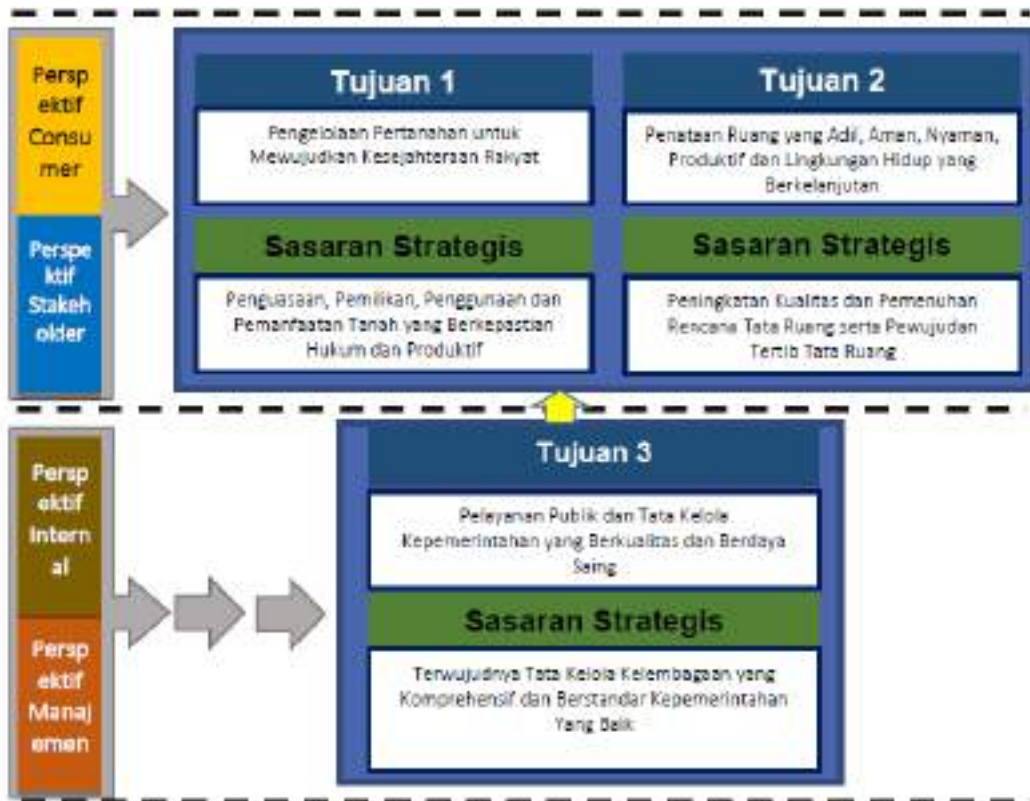 Persp
ektif
Consu
mer
Perspe
ktif
Stakeh
older
Tujuan 1
Pengelolaan Pertanahan untuk
Mewujudkan Kesejahteraan Rakyat
Sasaran Strategis
Penguasaan, Pemilikan, Penggunaan dan
Pemanfaatan Tanah yang Berkepastian
Hukum dan Produktif
Tujuan 2
Penataan Ruang yang Adil, Aman, Nyaman,
Produktif dan Lingkungan Hidup yang
Berkelanjutan
Sasaran Strategis
Peningkatan Kualitas dan Pemenuhan
Rencana Tata Ruang serta Pewujudan
Tertib Tata Ruang
Persp
ektif
Intern
al
Persp
ektif
Manaj
emen
Tujuan 3
Pelayanan Publik dan Tata Kelola
Kepemerintahan yang Berkualitas dan Berdaya
Saing
Sasaran Strategis
Terwujudnya Tata Kelola Kelembagaan yang
Komprehensif dan Berstandar Kepemerintahan
Yang Baik